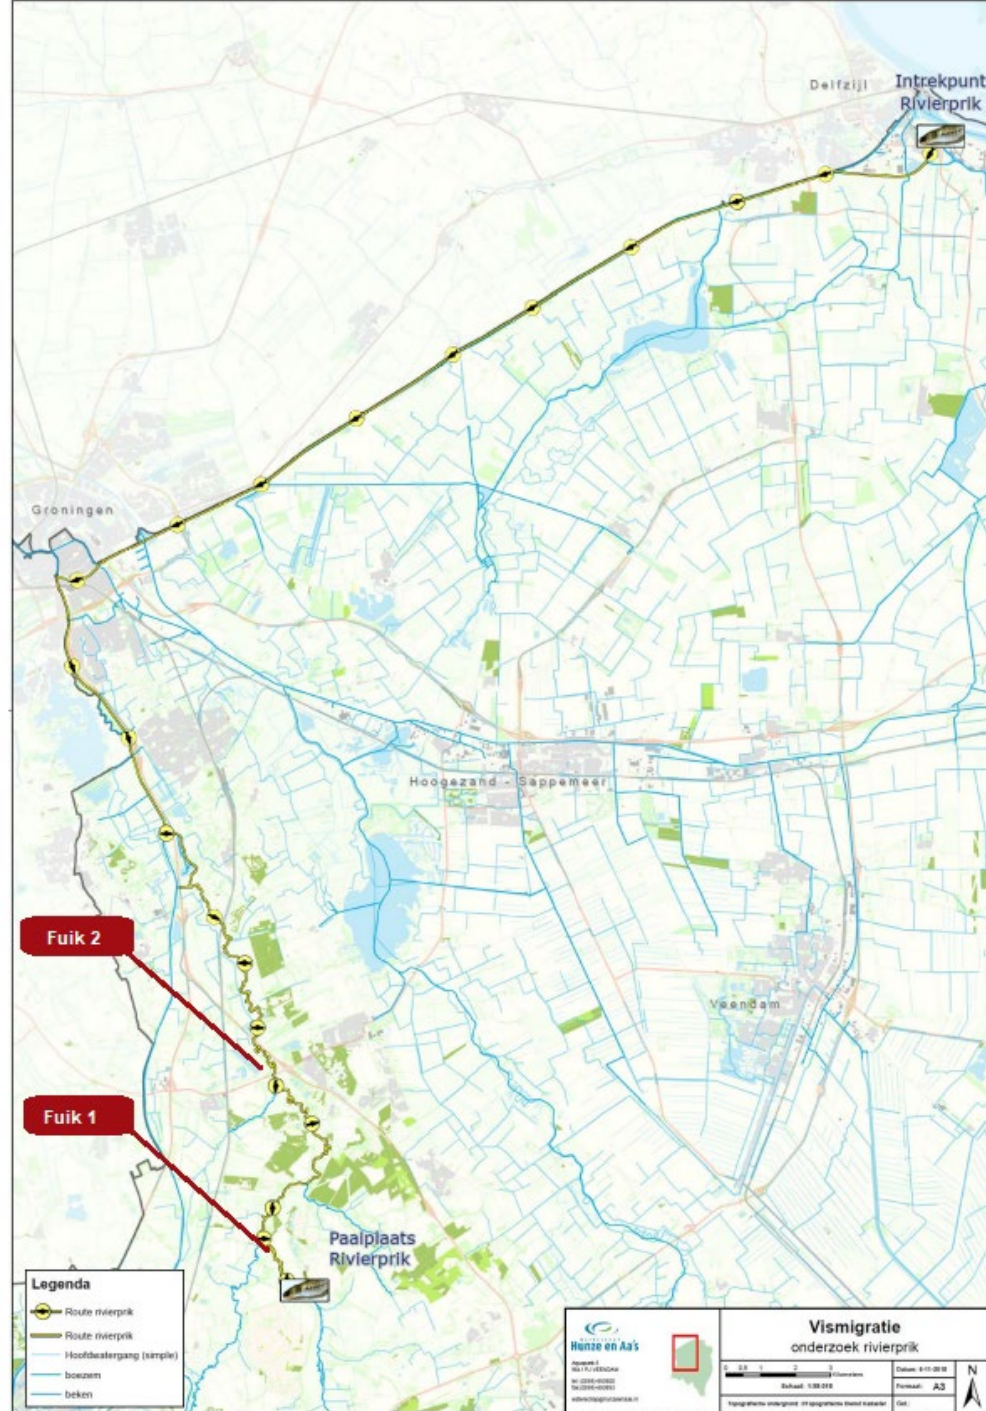 Delfzijl
Intrekpunt
Rivierprik
Groningen
Hoogezand - Sappemeer
Fuik 2
Veendam
Fuik 1
Paaiplaats
Rivierprik
Legenda
Route rivierprik
Route rivierprik
Hoofdwatergang (simple)
boezem
beken
Hunze en Aa's
Vismigratie
onderzoek rivierprik
Formaat: A3
N